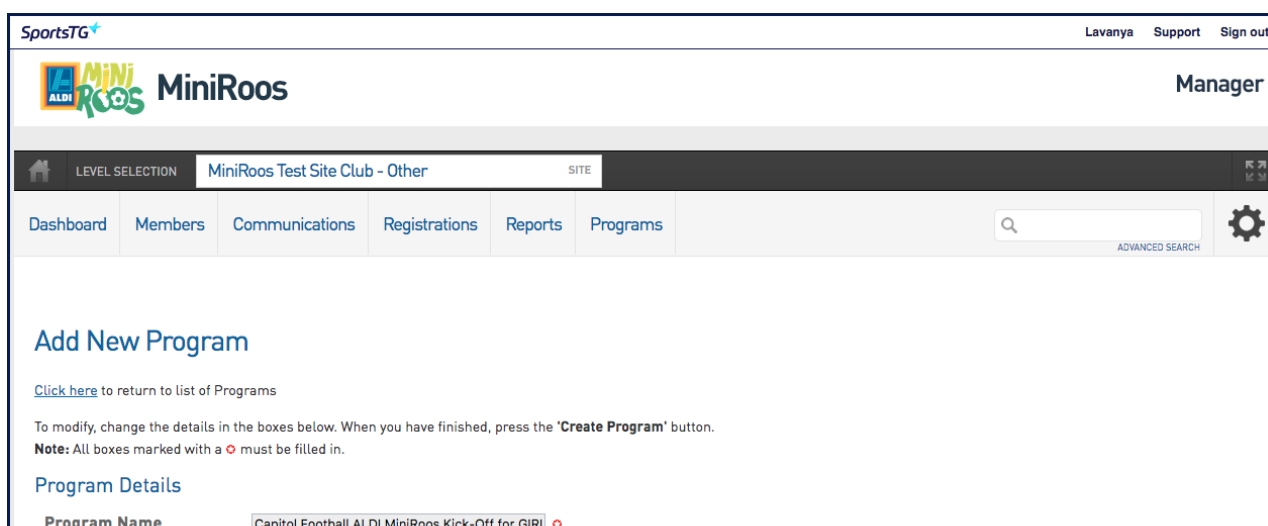 SportsTG Lavanya Support Sign out
ALDI MiNi ROOS MiniRoos Manager
LEVEL SELECTION MiniRoos Test Site Club - Other SITE
Dashboard Members Communications Registrations Reports Programs
ADVANCED SEARCH
Add New Program
Click here to return to list of Programs
To modify, change the details in the boxes below. When you have finished, press the 'Create Program' button.
Note: All boxes marked with a must be filled in.
Program Details
Program Name Capitol Football ALDI MiniRoos Kick-Off for GIRL